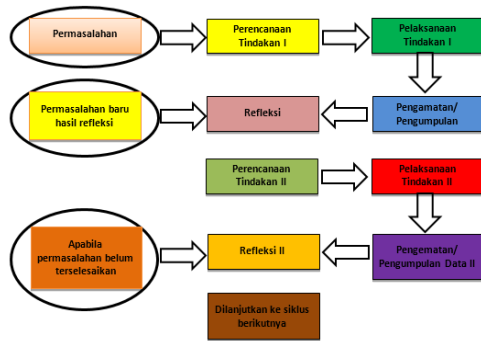 Permasalahan
Perencanaan
Tindakan I
Pelaksanaan
Tindakan I
Permasalahan baru
hasil refleksi
Refleksi
Pengamatan/
Pengumpulan
Perencanaan
Tindakan II
Pelaksanaan
Tindakan II
Apabila
permasalahan belum
terselesaikan
Refleksi II
Pengematan/
Pengumpulan Data II
Dilanjutkan ke siklus
berikutnya